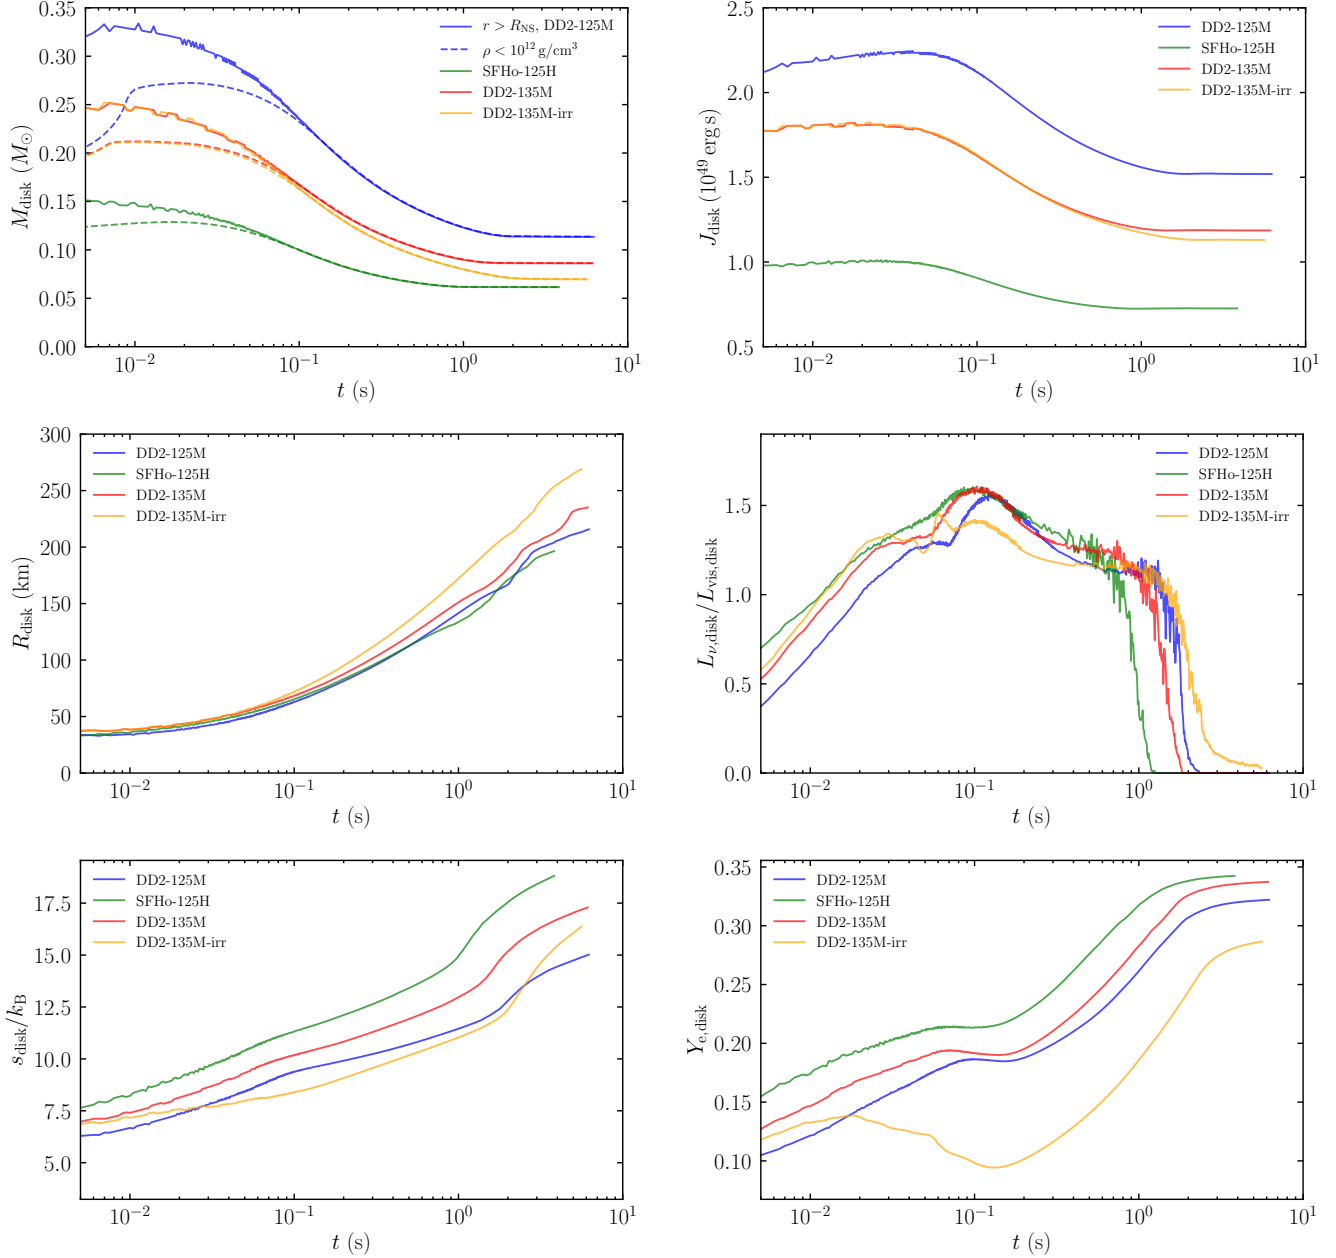 0.35
0.30
0.25
0.20
0.15
0.10
0.05
0.00
M_disk (M_⊙)
r > R_NS, DD2-125M
ρ < 10^12 g/cm^3
SFHo-125H
DD2-135M
DD2-135M-irr
10^−2 10^−1 10^0 10^1
t (s)
2.5
2.0
1.5
1.0
0.5
J_disk (10^49 erg s)
DD2-125M
SFHo-125H
DD2-135M
DD2-135M-irr
10^−2 10^−1 10^0 10^1
t (s)
300
250
200
150
100
50
0
R_disk (km)
DD2-125M
SFHo-125H
DD2-135M
DD2-135M-irr
10^−2 10^−1 10^0 10^1
t (s)
1.5
1.0
0.5
0.0
L_ν,disk/L_vis,disk
DD2-125M
SFHo-125H
DD2-135M
DD2-135M-irr
10^−2 10^−1 10^0 10^1
t (s)
17.5
15.0
12.5
10.0
7.5
5.0
s_disk/k_B
DD2-125M
SFHo-125H
DD2-135M
DD2-135M-irr
10^−2 10^−1 10^0 10^1
t (s)
0.35
0.30
0.25
0.20
0.15
0.10
Y_e,disk
DD2-125M
SFHo-125H
DD2-135M
DD2-135M-irr
10^−2 10^−1 10^0 10^1
t (s)